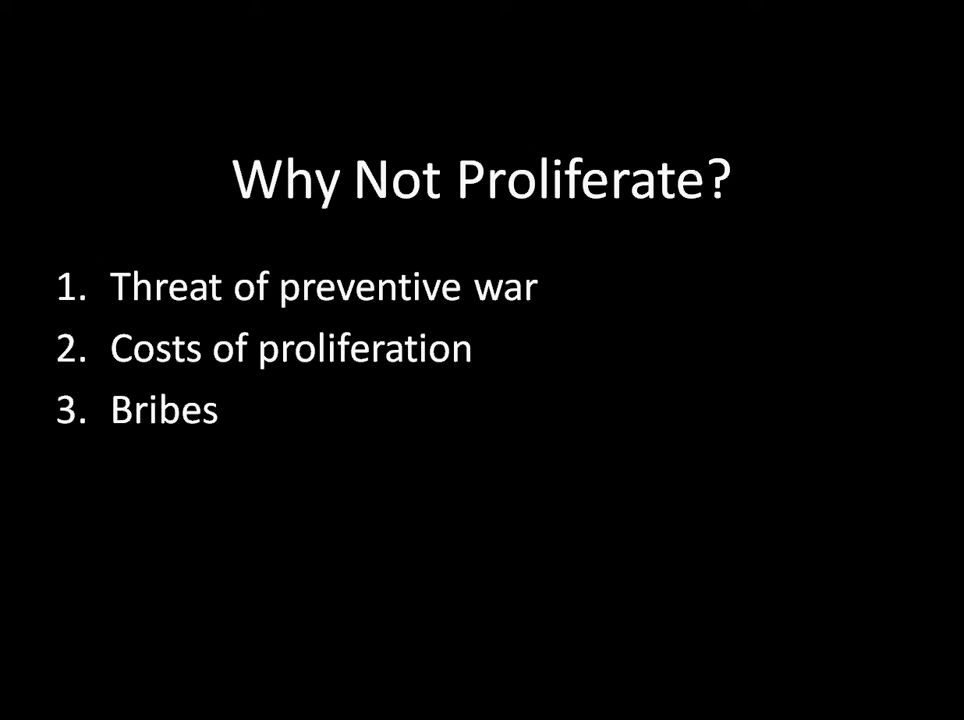 Why Not Proliferate?
1. Threat of preventive war
2. Costs of proliferation
3. Bribes